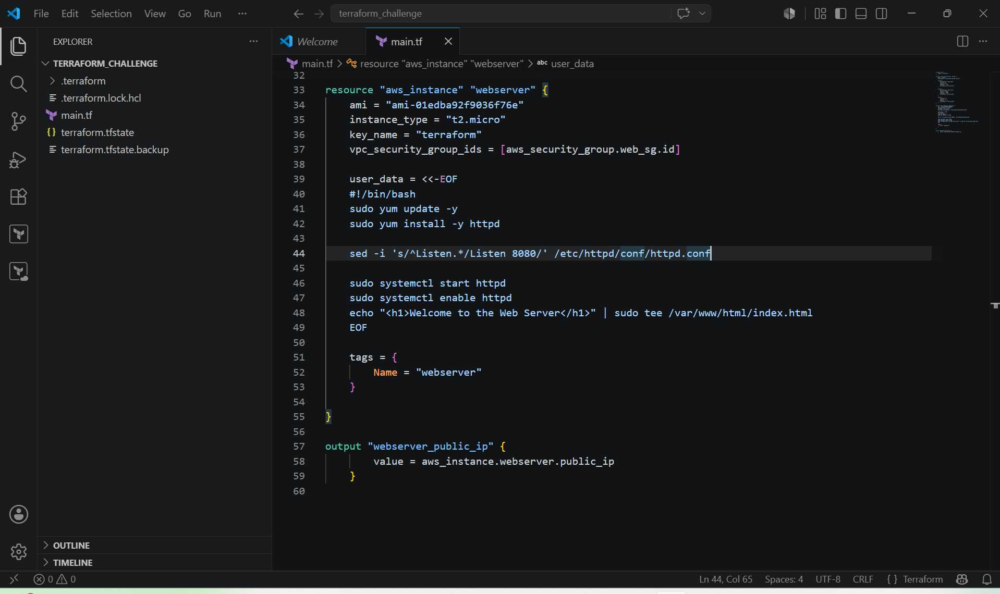 File Edit Selection View Go Run ···
terraform_challenge
EXPLORER ···
TERRAFORM_CHALLENGE
.terraform
.terraform.lock.hcl
main.tf
terraform.tfstate
terraform.tfstate.backup
OUTLINE
TIMELINE
Welcome
main.tf
main.tf > resource "aws_instance" "webserver" > abc user_data
32
33 resource "aws_instance" "webserver" {
34 ami = "ami-01edba92f9036f76e"
35 instance_type = "t2.micro"
36 key_name = "terraform"
37 vpc_security_group_ids = [aws_security_group.web_sg.id]
38
39 user_data = <<-EOF
40 #!/bin/bash
41 sudo yum update -y
42 sudo yum install -y httpd
43
44 sed -i 's/^Listen.*/Listen 8080/' /etc/httpd/conf/httpd.conf
45
46 sudo systemctl start httpd
47 sudo systemctl enable httpd
48 echo "<h1>Welcome to the Web Server</h1>" | sudo tee /var/www/html/index.html
49 EOF
50
51 tags = {
52 Name = "webserver"
53 }
54
55 }
56
57 output "webserver_public_ip" {
58 value = aws_instance.webserver.public_ip
59 }
60
0 0
Ln 44, Col 65 Spaces: 4 UTF-8 CRLF { } Terraform